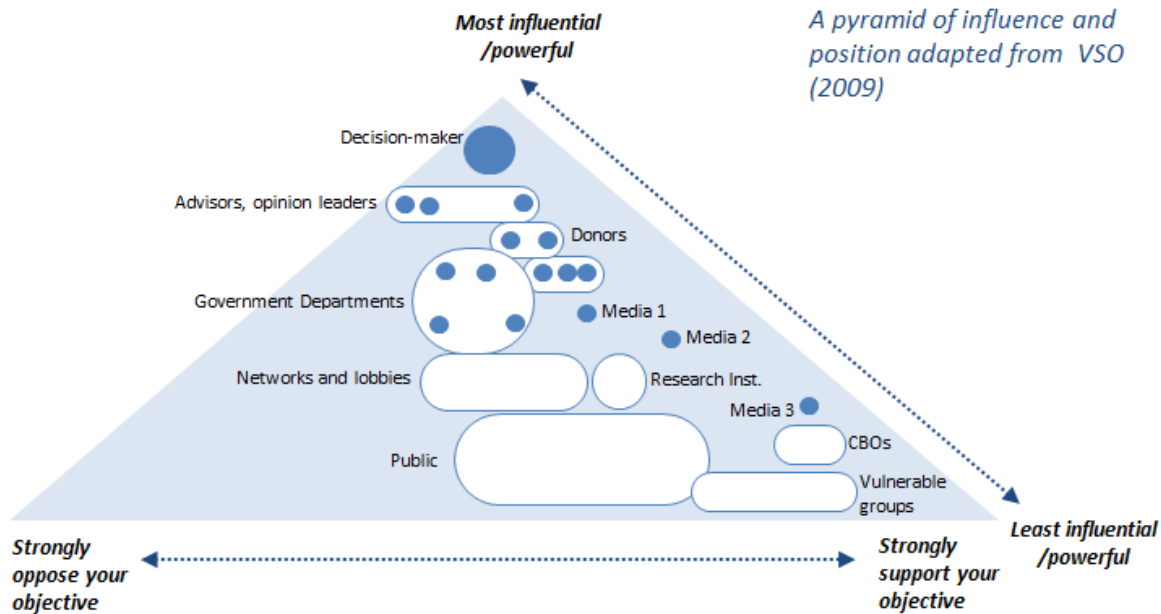 Most influential
/powerful
A pyramid of influence and
position adapted from VSO
(2009)
Decision-maker
Advisors, opinion leaders
Donors
Government Departments
Media 1
Media 2
Networks and lobbies
Research Inst.
Media 3
CBOs
Public
Vulnerable
groups
Strongly
oppose your
objective
Strongly
support your
objective
Least influential
/powerful